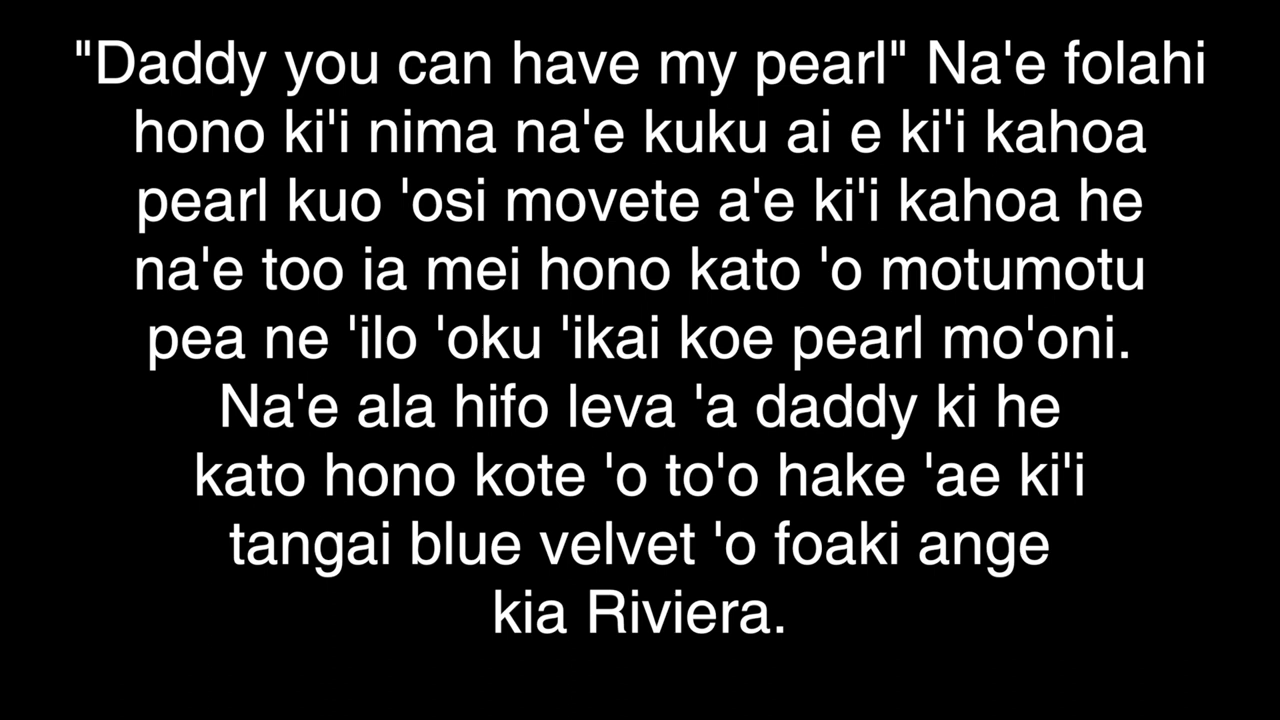 "Daddy you can have my pearl" Na'e folahi
hono ki'i nima na'e kuku ai e ki'i kahoa
pearl kuo 'osi movete a'e ki'i kahoa he
na'e too ia mei hono kato 'o motumotu
pea ne 'ilo 'oku 'ikai koe pearl mo'oni.
Na'e ala hifo leva 'a daddy ki he
kato hono kote 'o to'o hake 'ae ki'i
tangai blue velvet 'o foaki ange
kia Riviera.